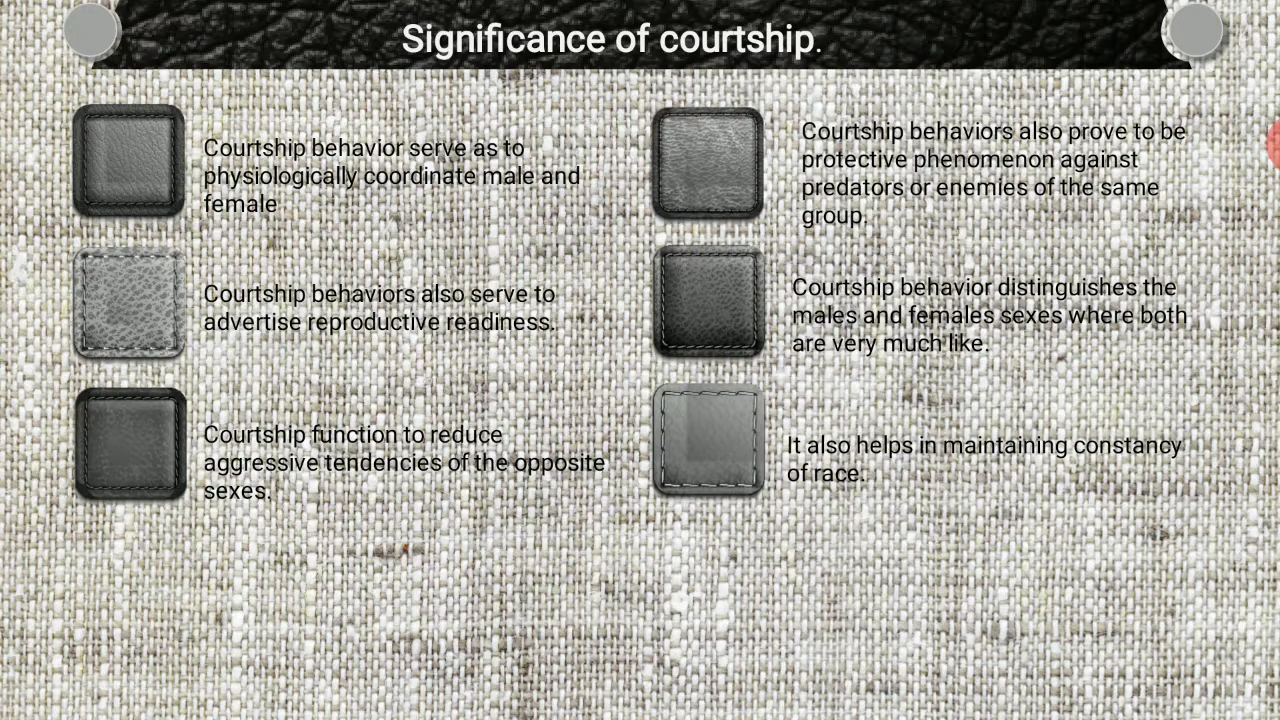 Significance of courtship.
Courtship behavior serve as to
physiologically coordinate male and
female
Courtship behaviors also serve to
advertise reproductive readiness.
Courtship function to reduce
aggressive tendencies of the opposite
sexes.
Courtship behaviors also prove to be
protective phenomenon against
predators or enemies of the same
group.
Courtship behavior distinguishes the
males and females sexes where both
are very much like.
It also helps in maintaining constancy
of race.